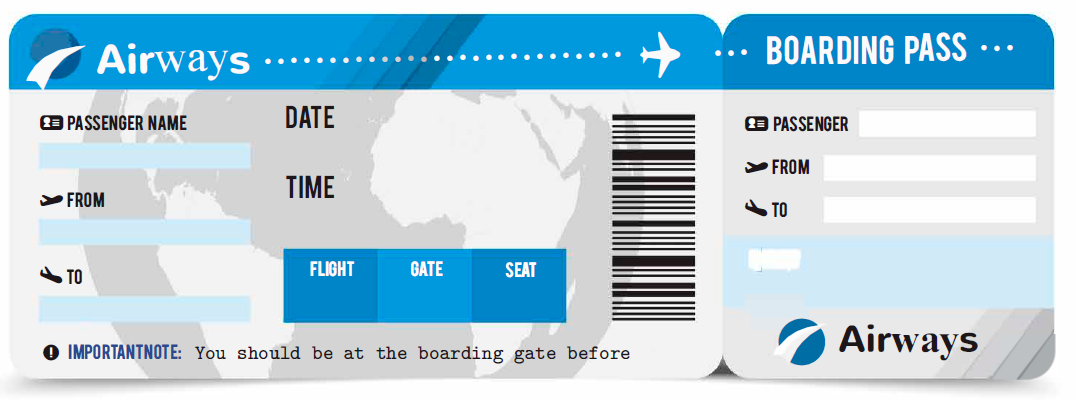 Airways
BOARDING PASS
PASSENGER NAME
DATE
FROM
TIME
TO
FLIGHT GATE SEAT
IMPORTANTNOTE: You should be at the boarding gate before
PASSENGER
FROM
TO
Airways